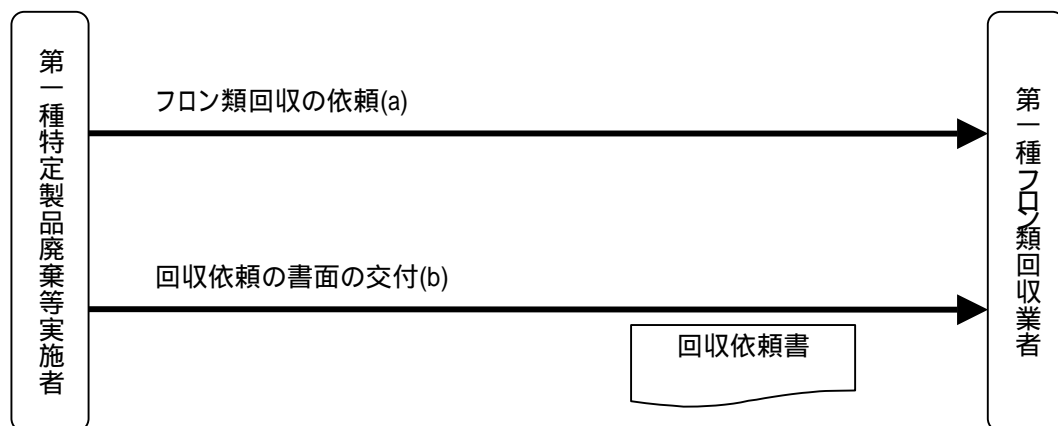 第一種特定製品廃棄等実施者
フロン類回収の依頼(a)
回収依頼の書面の交付(b)
回収依頼書
第一種フロン類回収業者